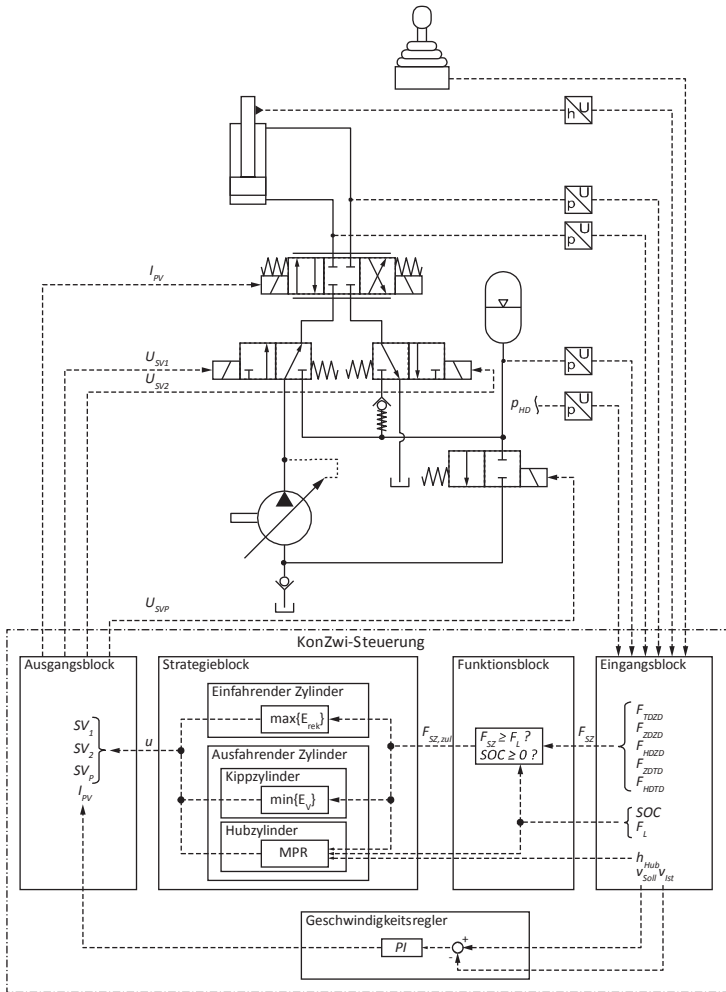 h U
p U
p U
I_PV
U_SV1
U_SV2
p U
p_HD
p U
U_SVP
KonZwi-Steuerung
Ausgangsblock
Strategieblock
Funktionsblock
Eingangsblock
Einfahrender Zylinder
max{E_rek}
Ausfahrender Zylinder
Kippzylinder
min{E_V}
Hubzylinder
MPR
SV_1
SV_2
SV_P
I_PV
u
F_SZ,zul
F_SZ ≥ F_L ?
SOC ≥ 0 ?
F_SZ
F_TDZD
F_ZDZD
F_HDZD
F_ZDTD
F_HDTD
SOC
F_L
h_Hub
v_Soll v_Ist
Geschwindigkeitsregler
PI
+
-